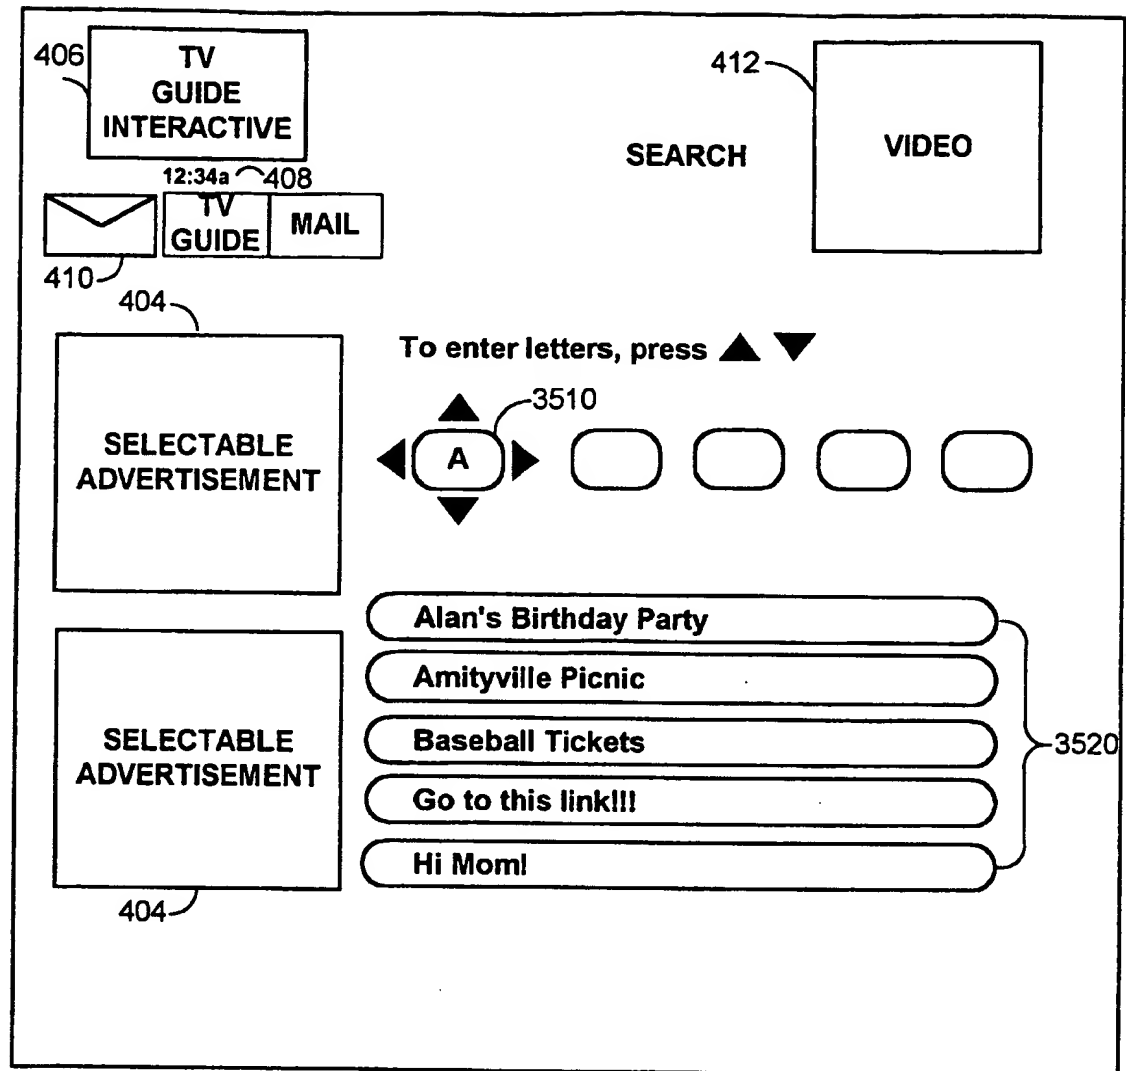 406
TV
GUIDE
INTERACTIVE
412
VIDEO
SEARCH
12:34a
408
TV
GUIDE
MAIL
410
404
To enter letters, press
3510
A
SELECTABLE
ADVERTISEMENT
Alan's Birthday Party
Amityville Picnic
SELECTABLE
ADVERTISEMENT
Baseball Tickets
3520
Go to this link!!!
Hi Mom!
404